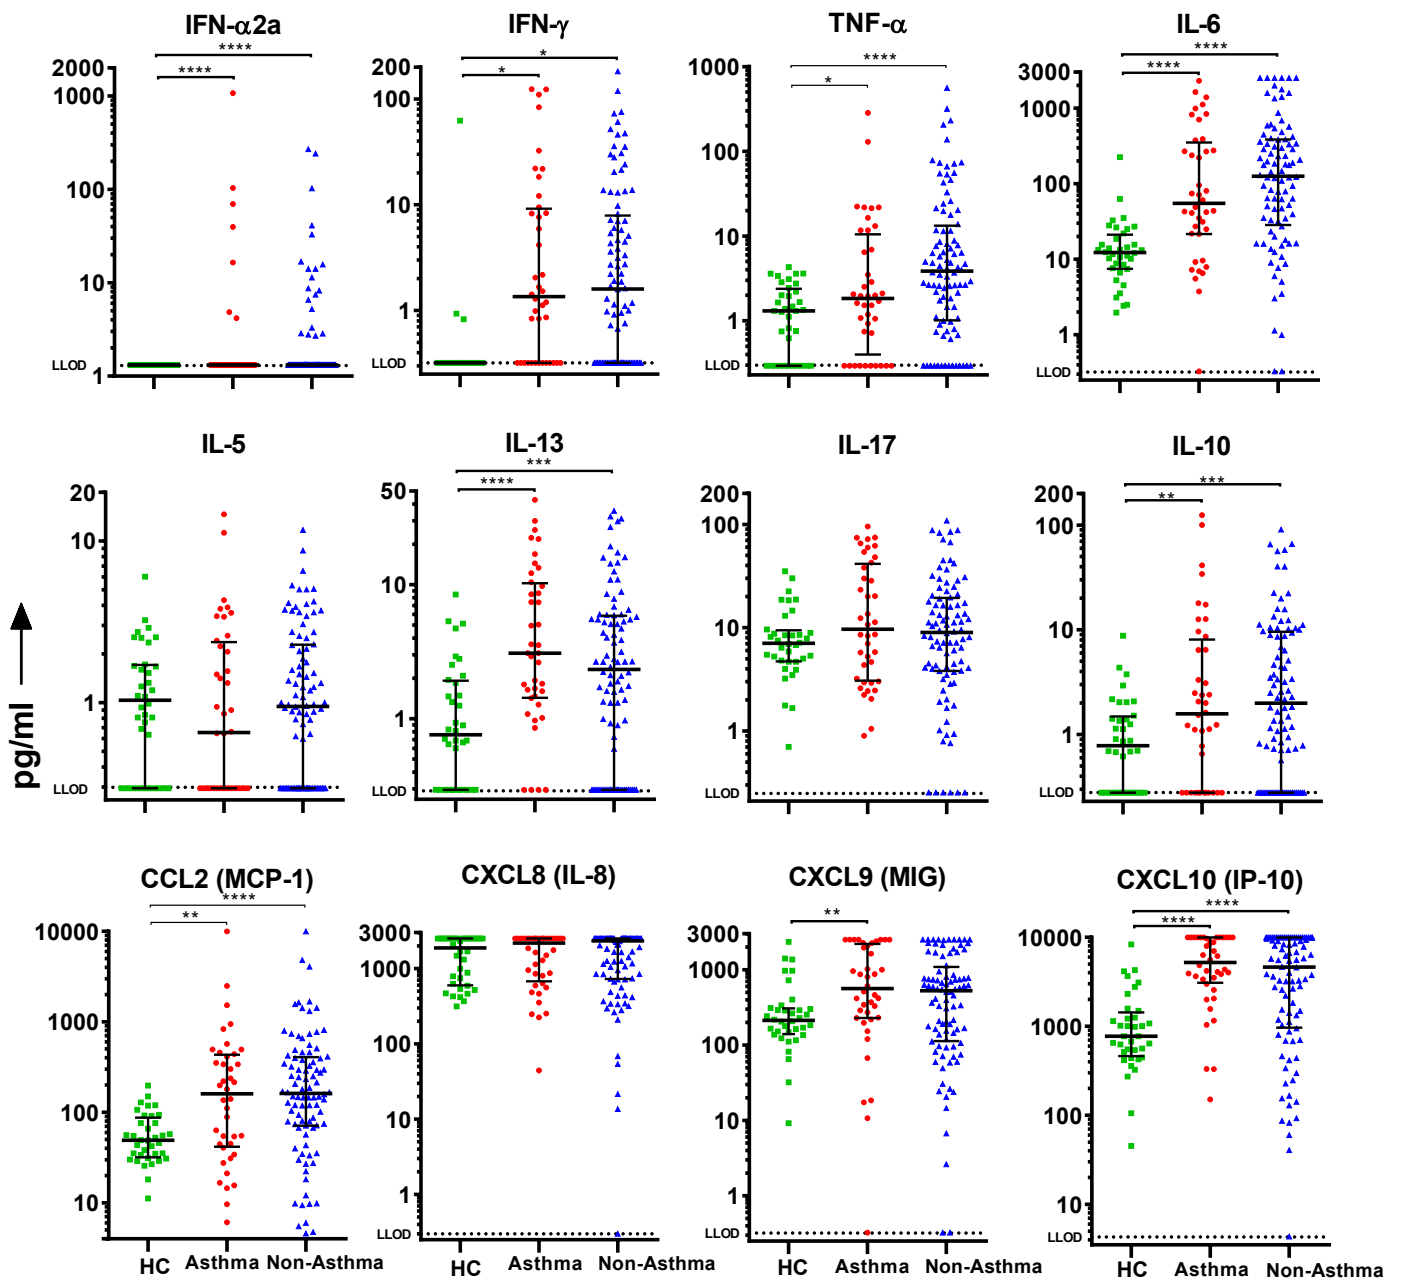 IFN-α2a
IFN-γ
TNF-α
IL-6
****
****
*
*
****
*
****
****
2000
1000
100
10
LLOD
1
200
100
10
1
LLOD
1000
100
10
1
LLOD
3000
1000
100
10
1
LLOD
IL-5
IL-13
IL-17
IL-10
***
****
***
**
20
10
1
LLOD
50
10
1
LLOD
200
100
10
1
LLOD
200
100
10
1
LLOD
pg/ml
CCL2 (MCP-1)
CXCL8 (IL-8)
CXCL9 (MIG)
CXCL10 (IP-10)
****
**
**
****
****
10000
1000
100
10
3000
1000
100
10
1
LLOD
3000
1000
100
10
1
LLOD
10000
1000
100
10
LLOD
HC Asthma Non-Asthma
HC Asthma Non-Asthma
HC Asthma Non-Asthma
HC Asthma Non-Asthma